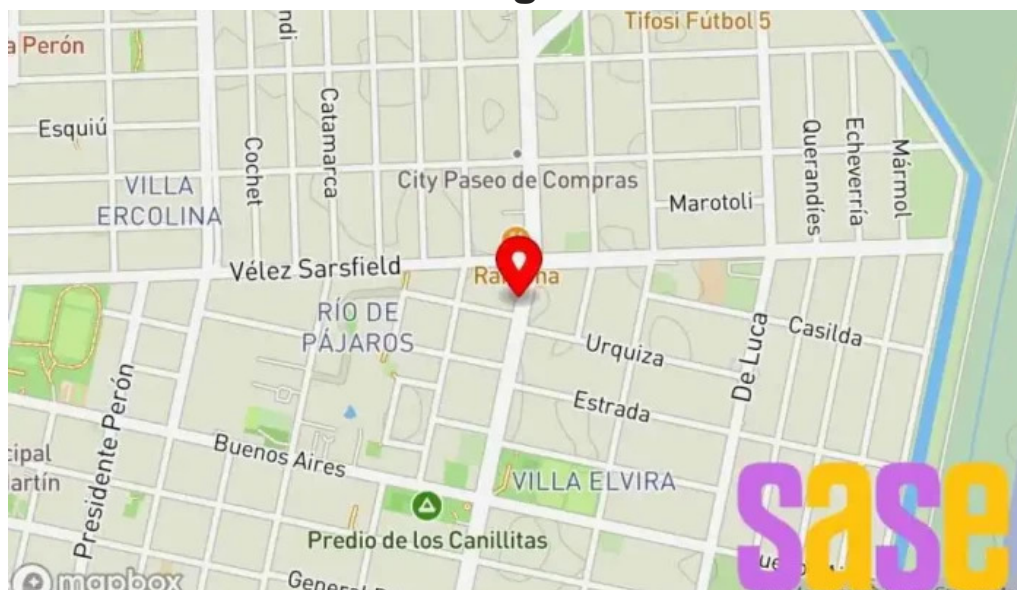 Tifosi Fútbol 5
a Perón
Esquiú
Cochet
Catamarca
Querandíes
Echeverría
Mármol
City Paseo de Compras
VILLA
ERCOLINA
Marotoli
Vélez Sarsfield
RÍO DE
PÁJAROS
Urquiza
Casilda
De Luca
Estrada
Presidente Perón
Buenos Aires
VILLA ELVIRA
Predio de los Canillitas
General
mapbox
sase